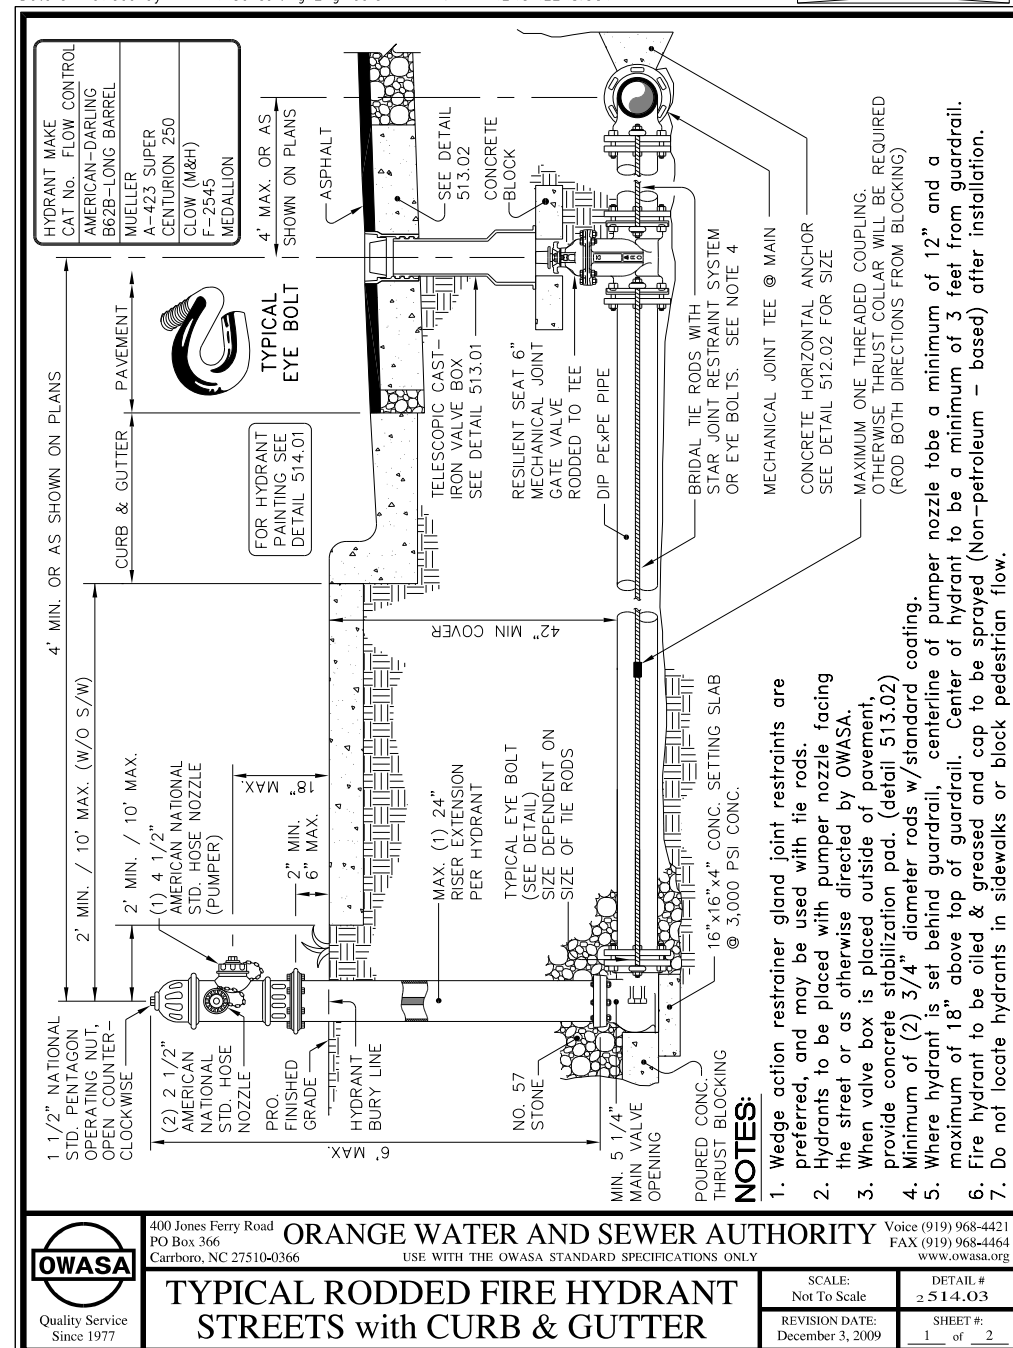 HYDRANT MAKE
CAT No. FLOW CONTROL
AMERICAN-DARLING
B62B-LONG BARREL
MUELLER
A-423 SUPER
CENTURION 250
CLOW (M&H)
F-2545
MEDALLION
4' MAX. OR AS
SHOWN ON PLANS
ASPHALT
SEE DETAIL
513.02
CONCRETE
BLOCK
4' MIN. OR AS SHOWN ON PLANS
PAVEMENT
CURB & GUTTER
TYPICAL
EYE BOLT
FOR HYDRANT
PAINTING SEE
DETAIL 514.01
TELESCOPIC CAST-
IRON VALVE BOX
SEE DETAIL 513.01
RESILIENT SEAT 6"
MECHANICAL JOINT
GATE VALVE
RODDED TO TEE
DIP PExPE PIPE
BRIDAL TIE RODS WITH
STAR JOINT RESTRAINT SYSTEM
OR EYE BOLTS. SEE NOTE 4
MECHANICAL JOINT TEE @ MAIN
CONCRETE HORIZONTAL ANCHOR
SEE DETAIL 512.02 FOR SIZE
MAXIMUM ONE THREADED COUPLING.
OTHERWISE THRUST COLLAR WILL BE REQUIRED
(ROD BOTH DIRECTIONS FROM BLOCKING)
2' MIN. / 10' MAX. (W/O S/W)
2' MIN. / 10' MAX.
(1) 4 1/2"
AMERICAN NATIONAL
STD. HOSE NOZZLE
(PUMPER)
18" MAX.
2" MIN.
6" MAX.
42" MIN COVER
MAX. (1) 24"
RISER EXTENSION
PER HYDRANT
TYPICAL EYE BOLT
(SEE DETAIL)
SIZE DEPENDENT ON
SIZE OF TIE RODS
16"x16"x4" CONC. SETTING SLAB
@ 3,000 PSI CONC.
1 1/2" NATIONAL
STD. PENTAGON
OPERATING NUT,
OPEN COUNTER-
CLOCKWISE
(2) 2 1/2"
AMERICAN
NATIONAL
STD. HOSE
NOZZLE
PRO.
FINISHED
GRADE
HYDRANT
BURY LINE
6' MAX.
NO. 57
STONE
MIN. 5 1/4"
MAIN VALVE
OPENING
POURED CONC.
THRUST BLOCKING
NOTES:
1. Wedge action restrainer gland joint restraints are
preferred, and may be used with tie rods.
2. Hydrants to be placed with pumper nozzle facing
the street or as otherwise directed by OWASA.
3. When valve box is placed outside of pavement,
provide concrete stabilization pad. (detail 513.02)
4. Minimum of (2) 3/4" diameter rods w/standard coating.
5. Where hydrant is set behind guardrail, centerline of pumper nozzle tobe a minimum of 12" and a
maximum of 18" above top of guardrail. Center of hydrant to be a minimum of 3 feet from guardrail.
6. Fire hydrant to be oiled & greased and cap to be sprayed (Non-petroleum - based) after installation.
7. Do not locate hydrants in sidewalks or block pedestrian flow.
OWASA
Quality Service
Since 1977
400 Jones Ferry Road
PO Box 366
Carrboro, NC 27510-0366
ORANGE WATER AND SEWER AUTHORITY
USE WITH THE OWASA STANDARD SPECIFICATIONS ONLY
Voice (919) 968-4421
FAX (919) 968-4464
www.owasa.org
TYPICAL RODDED FIRE HYDRANT
STREETS with CURB & GUTTER
SCALE:
Not To Scale
DETAIL #
2 514.03
REVISION DATE:
December 3, 2009
SHEET #:
1 of 2